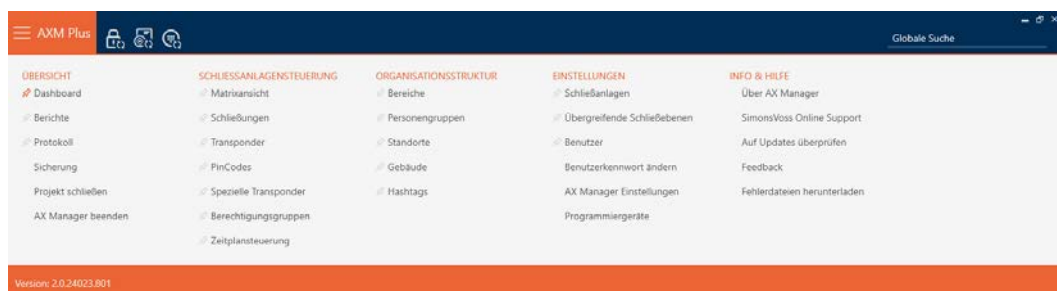 AXM Plus
Globale Suche
ÜBERSICHT
Dashboard
Berichte
Protokoll
Sicherung
Projekt schließen
AX Manager beenden
SCHLIESSANLAGENSTEUERUNG
Matrixansicht
Schließungen
Transponder
PinCodes
Spezielle Transponder
Berechtigungsgruppen
Zeitplansteuerung
ORGANISATIONSSTRUKTUR
Bereiche
Personengruppen
Standorte
Gebäude
Hashtags
EINSTELLUNGEN
Schließanlagen
Übergreifende Schließebenen
Benutzer
Benutzerkennwort ändern
AX Manager Einstellungen
Programmiergeräte
INFO & HILFE
Über AX Manager
SimonsVoss Online Support
Auf Updates überprüfen
Feedback
Fehlerdateien herunterladen
Version: 2.0.24023.801